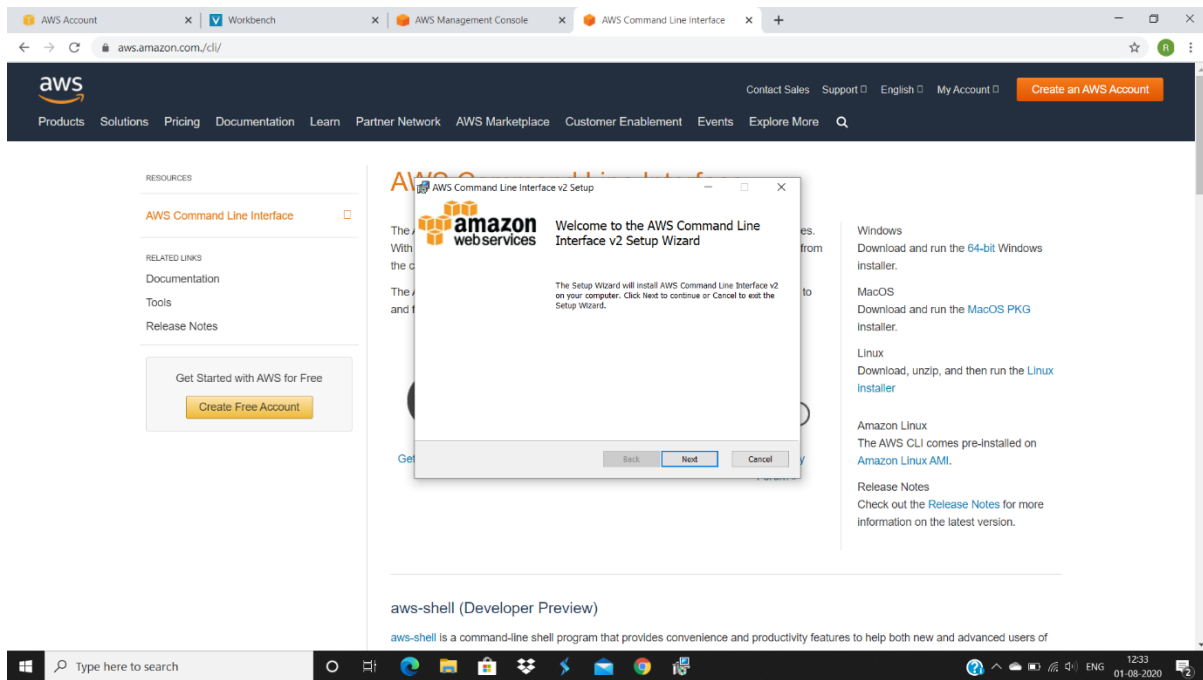 AWS Account
Workbench
AWS Management Console
AWS Command Line Interface
aws.amazon.com./cli/
R
aws
Contact Sales Support English My Account Create an AWS Account
Products Solutions Pricing Documentation Learn Partner Network AWS Marketplace Customer Enablement Events Explore More
RESOURCES
AWS Command Line Interface
RELATED LINKS
Documentation
Tools
Release Notes
Get Started with AWS for Free
Create Free Account
AWS Command Line Interface v2 Setup
amazon
webservices
Welcome to the AWS Command Line
Interface v2 Setup Wizard
The Setup Wizard will install AWS Command Line Interface v2
on your computer. Click Next to continue or Cancel to exit the
Setup Wizard.
Back Next Cancel
The
With
from
the
The
to
and
Get
Windows
Download and run the 64-bit Windows
installer.
MacOS
Download and run the MacOS PKG
installer.
Linux
Download, unzip, and then run the Linux
installer
Amazon Linux
The AWS CLI comes pre-installed on
Amazon Linux AMI.
Release Notes
Check out the Release Notes for more
information on the latest version.
aws-shell (Developer Preview)
aws-shell is a command-line shell program that provides convenience and productivity features to help both new and advanced users of
Type here to search
ENG
12:33
01-08-2020
2